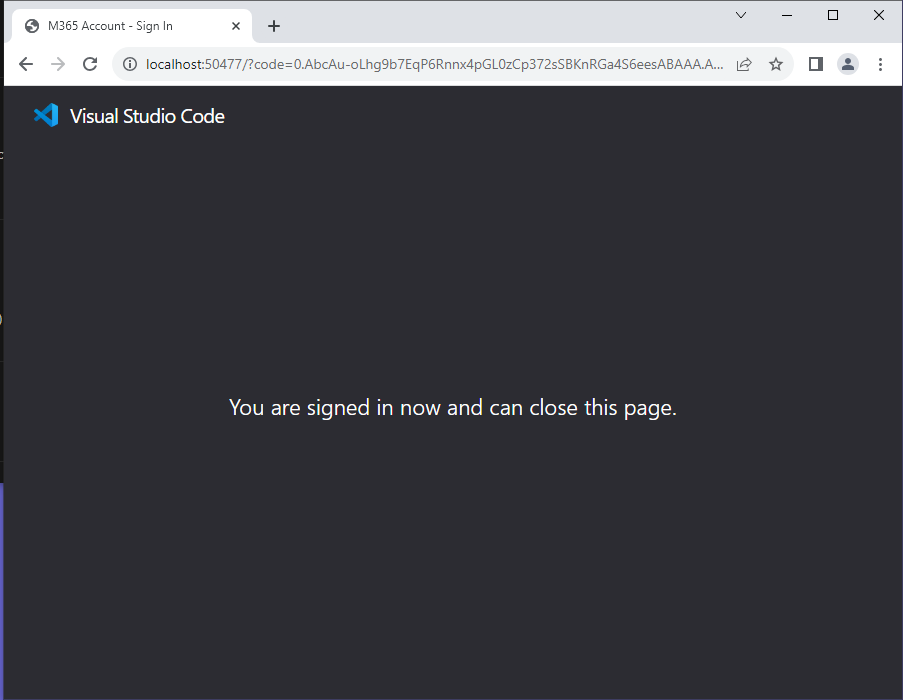 M365 Account - Sign In
localhost:50477/?code=0.AbcAu-oLhg9b7EqP6Rnnx4pGL0zCp372sSBKnRGa4S6eesABAAA.A...
Visual Studio Code
You are signed in now and can close this page.